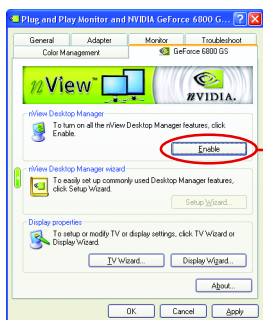 Plug and Play Monitor and NVIDIA GeForce 6800 G...
General Adapter Monitor Troubleshoot
Color Management GeForce 6800 GS
nView
NVIDIA.
nView Desktop Manager
To turn on all the nView Desktop Manager features, click
Enable.
Enable
nView Desktop Manager wizard
To easily set up commonly used Desktop Manager features,
click Setup Wizard.
Setup Wizard...
Display properties
To setup or modify TV or display settings, click TV Wizard or
Display Wizard.
TV Wizard... Display Wizard...
About...
OK Cancel Apply